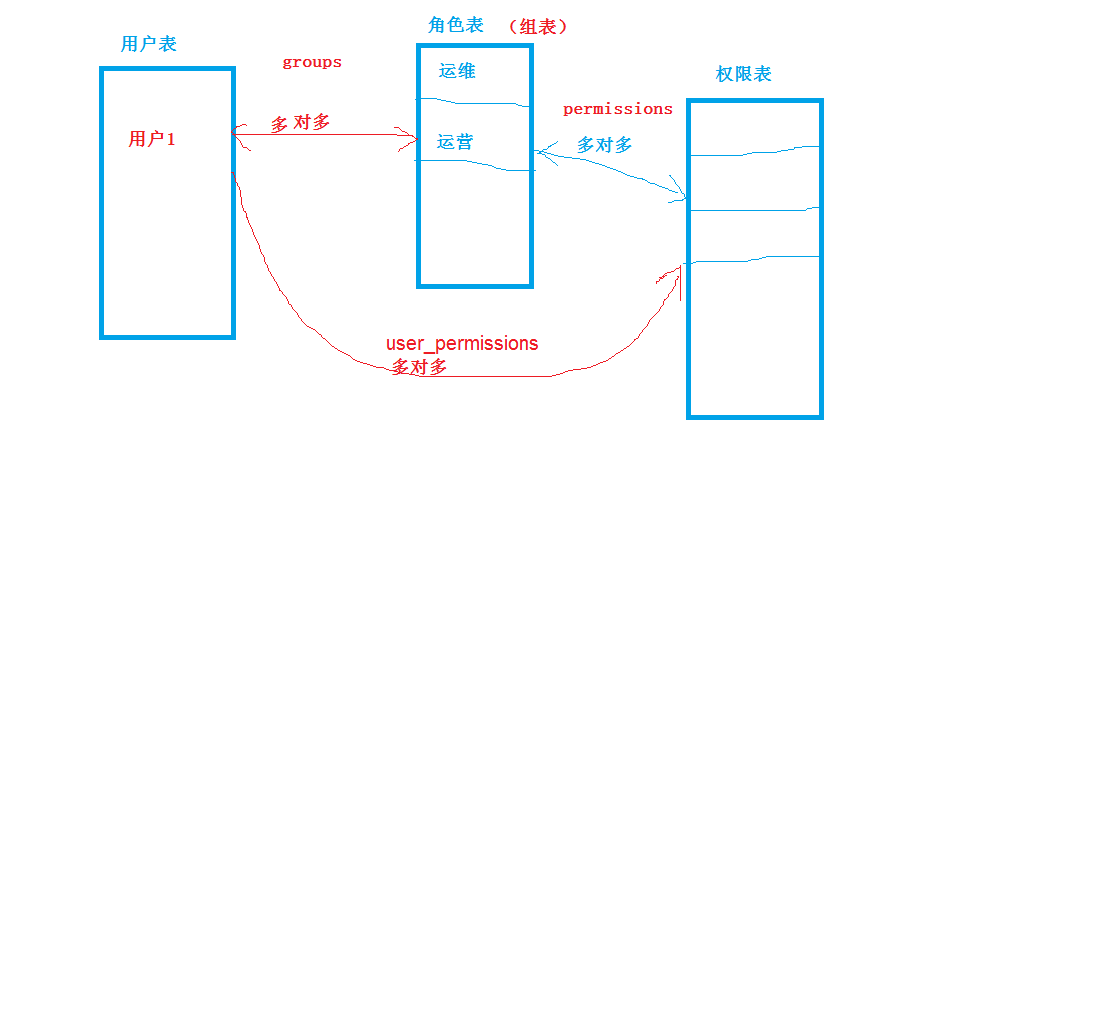 用户表
角色表 （组表）
groups
运维
权限表
permissions
用户1
多 对多
运营
多对多
user_permissions
多对多